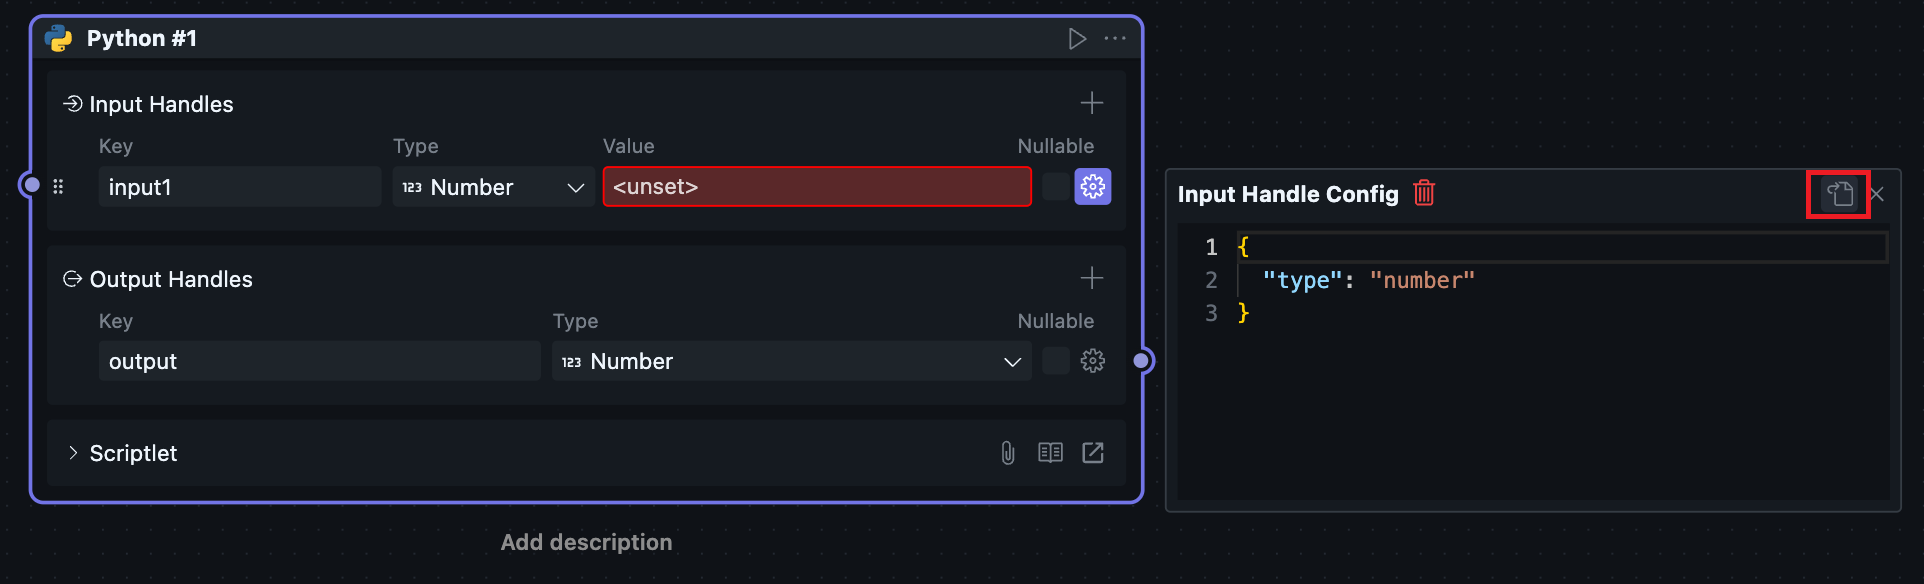 Python #1
Input Handles
Key Type Value Nullable
input1 123 Number <unset>
Output Handles
Key Type Nullable
output 123 Number
Scriptlet
Add description
Input Handle Config
1 {
2 "type": "number"
3 }